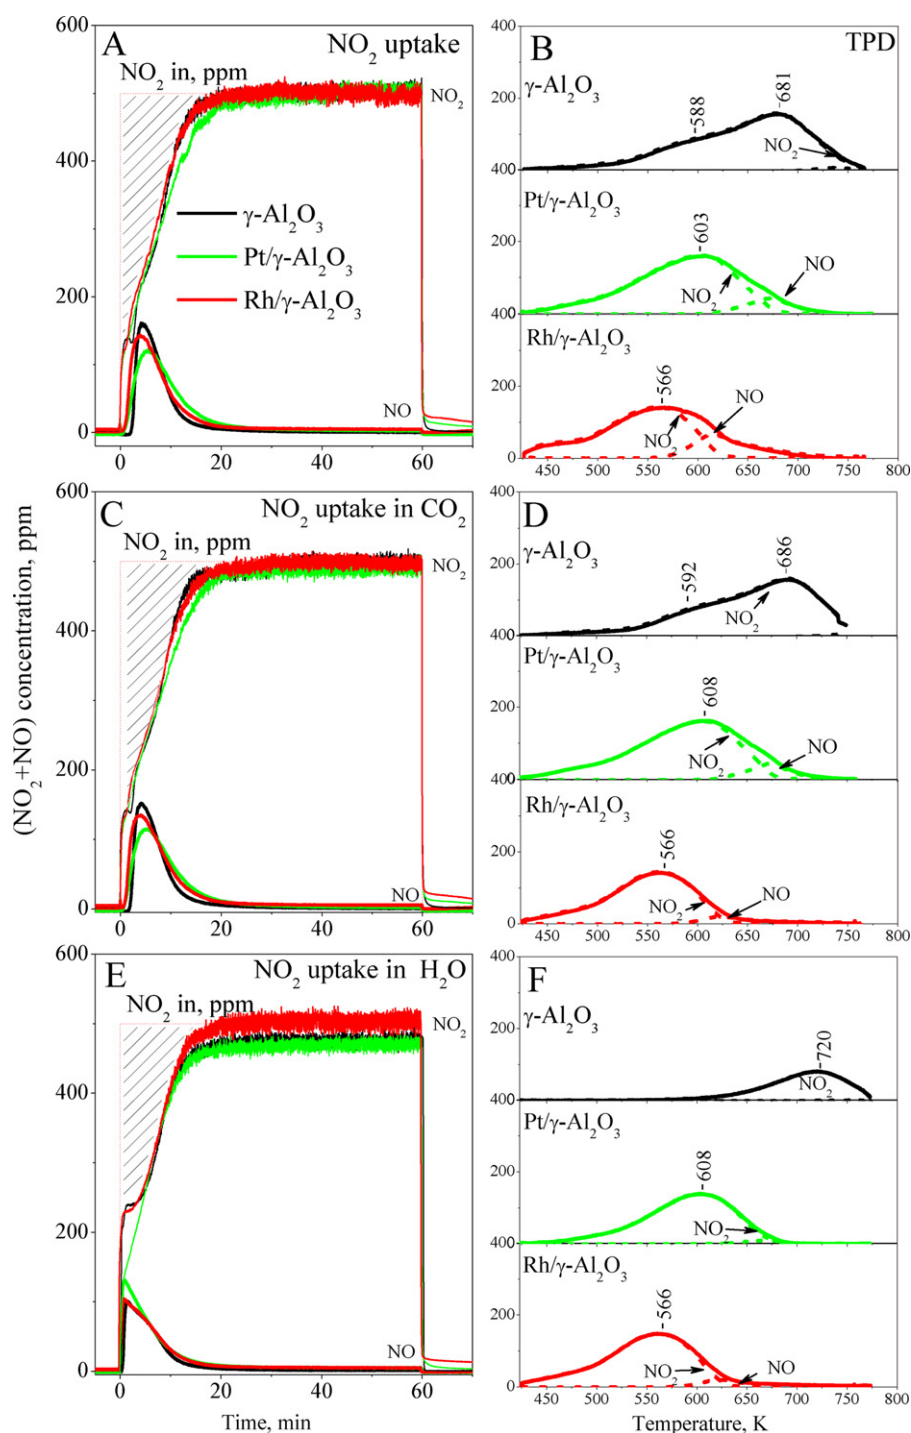 (NO₂+NO) concentration, ppm
A
NO₂ uptake
NO₂ in, ppm
600
400
200
0
NO₂
γ-Al₂O₃
Pt/γ-Al₂O₃
Rh/γ-Al₂O₃
NO
0 20 40 60
B
TPD
400
γ-Al₂O₃
200
588
681
NO₂
400
Pt/γ-Al₂O₃
200
603
NO₂
NO
400
Rh/γ-Al₂O₃
200
566
NO₂
NO
0
450 500 550 600 650 700 750
C
NO₂ uptake in CO₂
NO₂ in, ppm
600
400
200
0
NO₂
NO
0 20 40 60
D
400
γ-Al₂O₃
200
592
686
NO₂
400
Pt/γ-Al₂O₃
200
608
NO₂
NO
400
Rh/γ-Al₂O₃
200
566
NO₂
NO
0
450 500 550 600 650 700 750
E
NO₂ uptake in H₂O
NO₂ in, ppm
600
400
200
0
NO₂
NO
0 20 40 60
Time, min
F
400
γ-Al₂O₃
200
720
NO₂
400
Pt/γ-Al₂O₃
200
608
NO₂
400
Rh/γ-Al₂O₃
200
566
NO₂
NO
0
450 500 550 600 650 700 750
Temperature, K